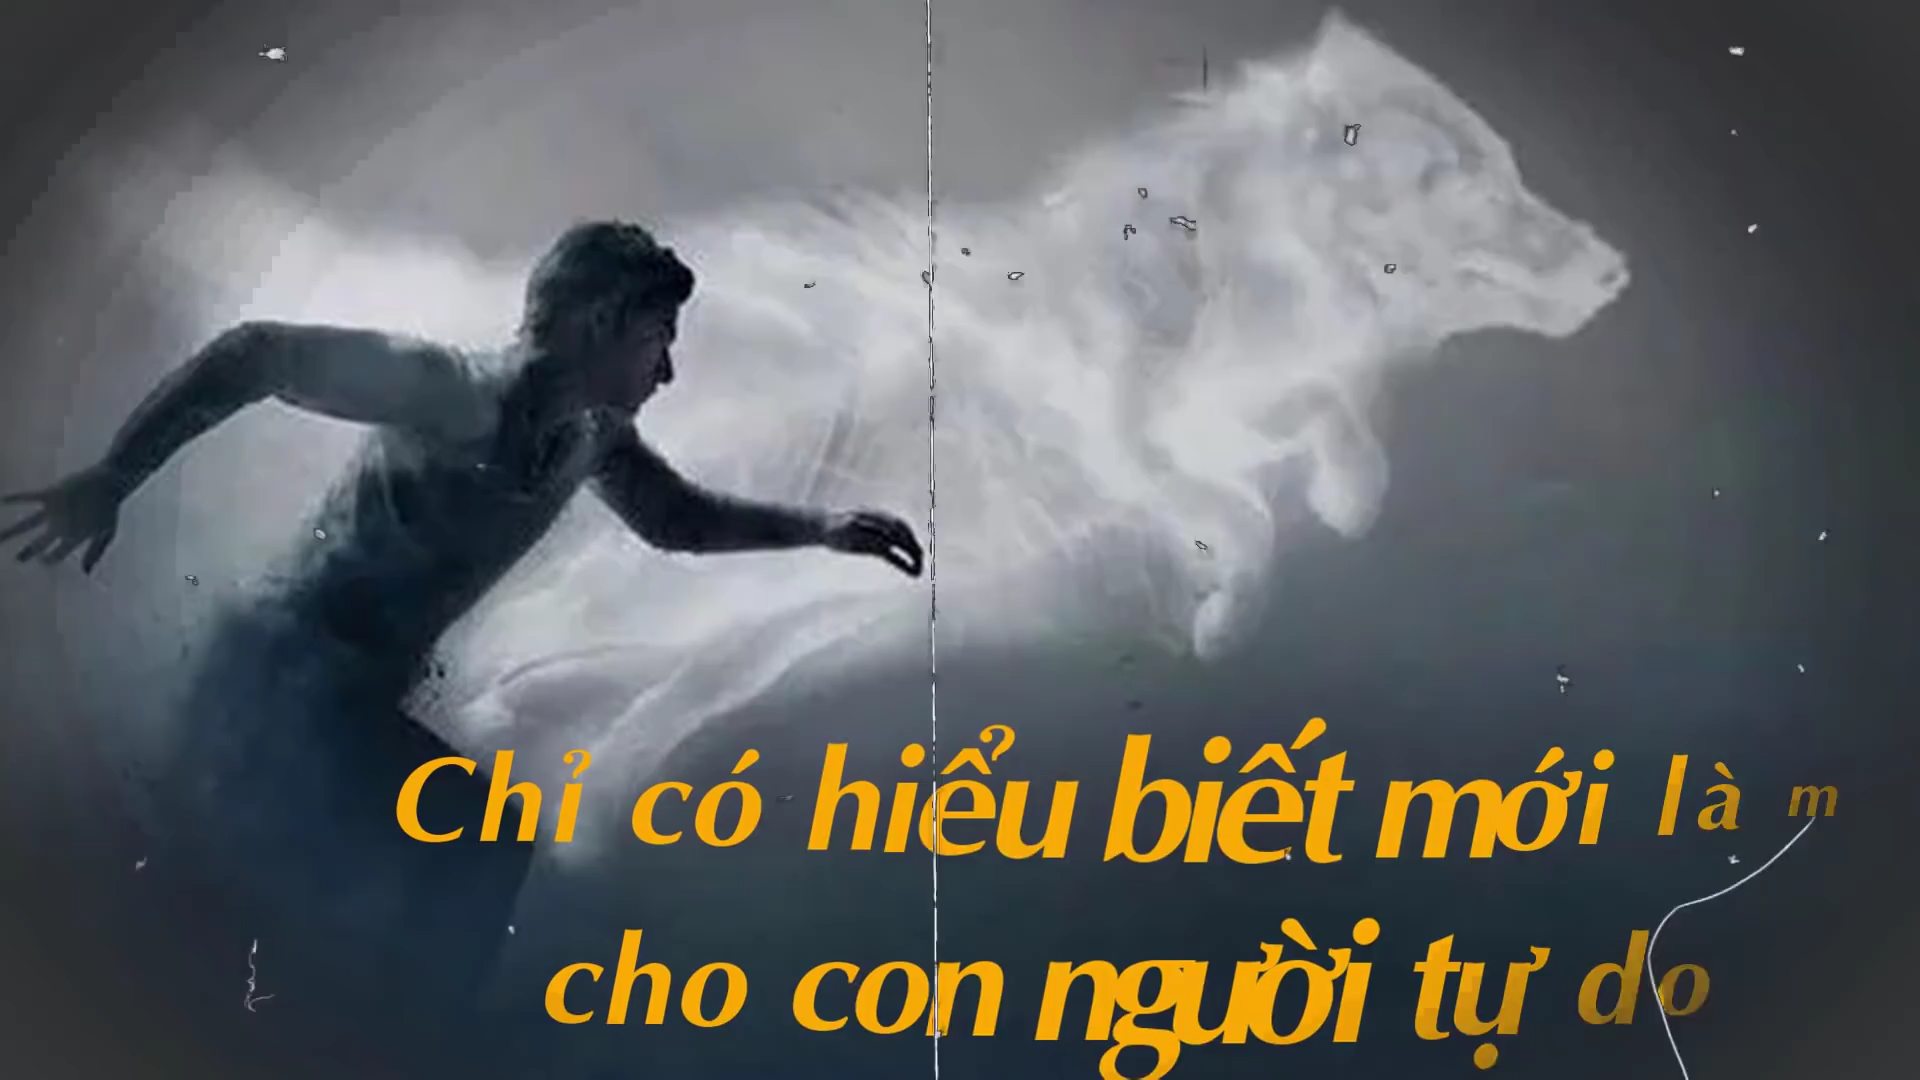 Chỉ có hiểu biết mới làm
cho con người tự do